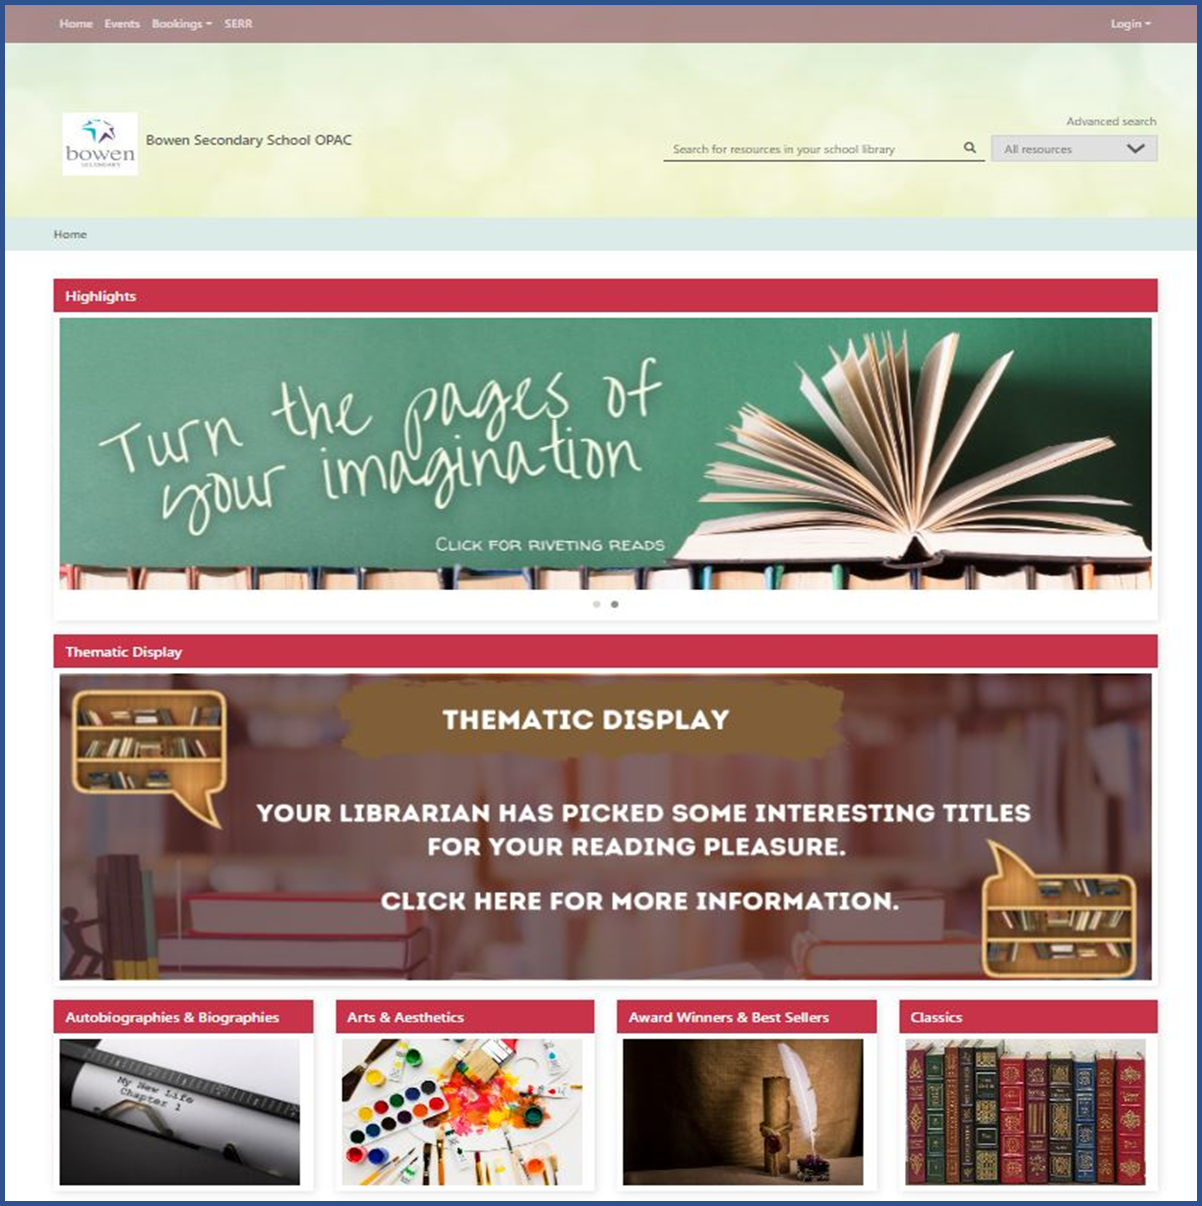 Home Events Bookings SERR Login
bowen
SECONDARY
Bowen Secondary School OPAC
Advanced search
Search for resources in your school library
All resources
Home
Highlights
Turn the pages of
your imagination
CLICK FOR RIVETING READS
Thematic Display
THEMATIC DISPLAY
YOUR LIBRARIAN HAS PICKED SOME INTERESTING TITLES
FOR YOUR READING PLEASURE.
CLICK HERE FOR MORE INFORMATION.
Autobiographies & Biographies
My New Life
Chapter 1
Arts & Aesthetics
Award Winners & Best Sellers
Classics